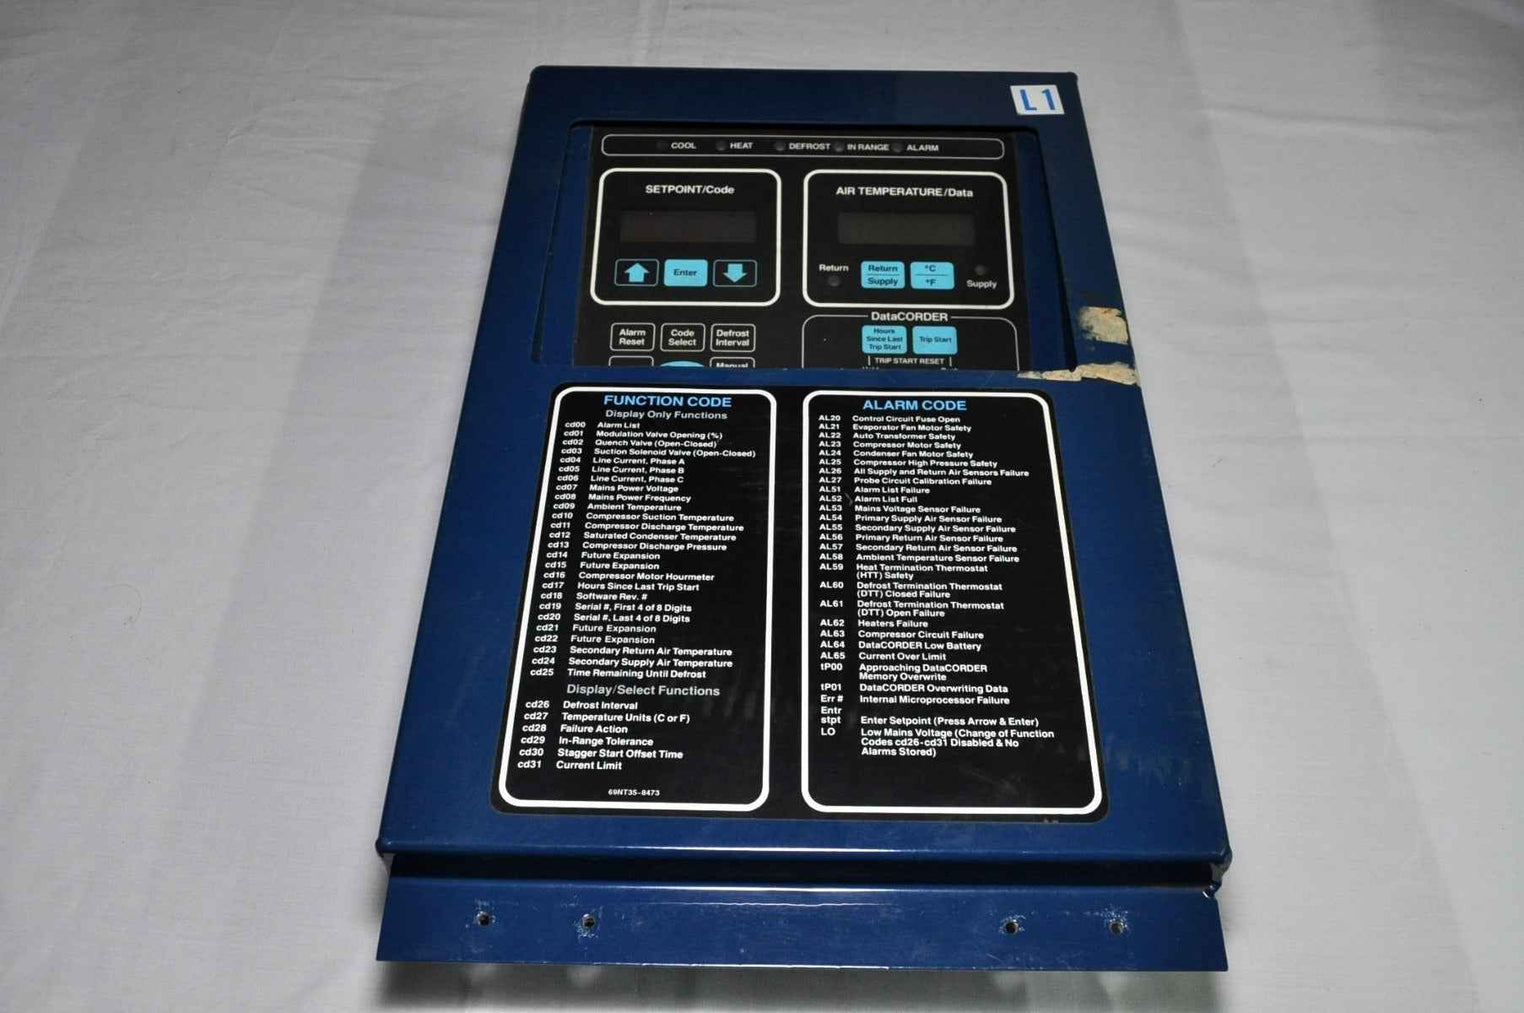 L1
COOL HEAT DEFROST IN RANGE ALARM
SETPOINT/Code
AIR TEMPERATURE/Data
Enter
Return
Return
Supply
°C
°F
Supply
Alarm
Reset
Code
Select
Defrost
Interval
Manual
DataCORDER
Hours
Since Last
Trip Start
Trip Start
TRIP START RESET
FUNCTION CODE
Display Only Functions
cd00 Alarm List
cd01 Modulation Valve Opening (%)
cd02 Quench Valve (Open-Closed)
cd03 Suction Solenoid Valve (Open-Closed)
cd04 Line Current, Phase A
cd05 Line Current, Phase B
cd06 Line Current, Phase C
cd07 Mains Power Voltage
cd08 Mains Power Frequency
cd09 Ambient Temperature
cd10 Compressor Suction Temperature
cd11 Compressor Discharge Temperature
cd12 Saturated Condenser Temperature
cd13 Compressor Discharge Pressure
cd14 Future Expansion
cd15 Future Expansion
cd16 Compressor Motor Hourmeter
cd17 Hours Since Last Trip Start
cd18 Software Rev. #
cd19 Serial #, First 4 of 8 Digits
cd20 Serial #, Last 4 of 8 Digits
cd21 Future Expansion
cd22 Future Expansion
cd23 Secondary Return Air Temperature
cd24 Secondary Supply Air Temperature
cd25 Time Remaining Until Defrost
Display/Select Functions
cd26 Defrost Interval
cd27 Temperature Units (C or F)
cd28 Failure Action
cd29 In-Range Tolerance
cd30 Stagger Start Offset Time
cd31 Current Limit
69NT35-8473
ALARM CODE
AL20 Control Circuit Fuse Open
AL21 Evaporator Fan Motor Safety
AL22 Auto Transformer Safety
AL23 Compressor Motor Safety
AL24 Condenser Fan Motor Safety
AL25 Compressor High Pressure Safety
AL26 All Supply and Return Air Sensors Failure
AL27 Probe Circuit Calibration Failure
AL51 Alarm List Failure
AL52 Alarm List Full
AL53 Mains Voltage Sensor Failure
AL54 Primary Supply Air Sensor Failure
AL55 Secondary Supply Air Sensor Failure
AL56 Primary Return Air Sensor Failure
AL57 Secondary Return Air Sensor Failure
AL58 Ambient Temperature Sensor Failure
AL59 Heat Termination Thermostat
(HTT) Safety
AL60 Defrost Termination Thermostat
(DTT) Closed Failure
AL61 Defrost Termination Thermostat
(DTT) Open Failure
AL62 Heaters Failure
AL63 Compressor Circuit Failure
AL64 DataCORDER Low Battery
AL65 Current Over Limit
tP00 Approaching DataCORDER
Memory Overwrite
tP01 DataCORDER Overwriting Data
Err # Internal Microprocessor Failure
Entr
stpt Enter Setpoint (Press Arrow & Enter)
LO Low Mains Voltage (Change of Function
Codes cd26-cd31 Disabled & No
Alarms Stored)